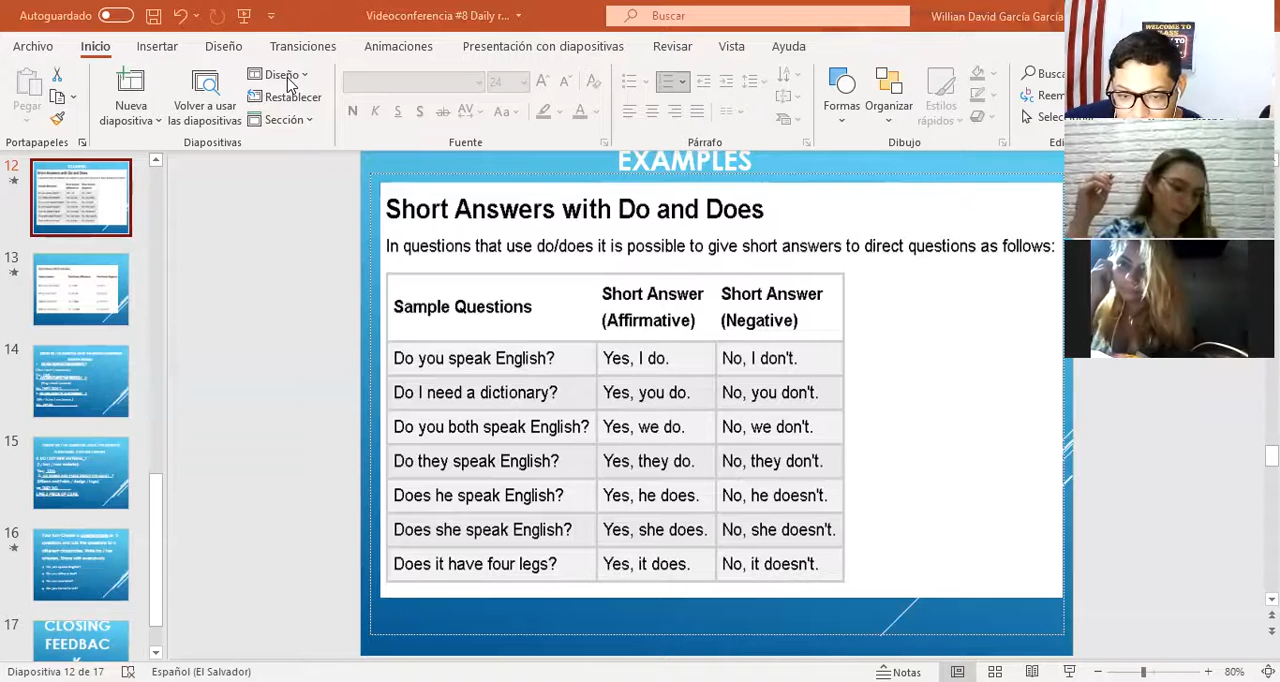 Autoguardado
Videoconferencia #8 Daily r...
Buscar
Willian David García García
Archivo Inicio Insertar Diseño Transiciones Animaciones Presentación con diapositivas Revisar Vista Ayuda
Pegar
Nueva diapositiva
Volver a usar las diapositivas
Diseño
Restablecer
Sección
24
N K S ab AV Aa A
Formas
Organizar
Estilos rápidos
Portapapeles Diapositivas Fuente Párrafo Dibujo
WELCOME TO
CLASS
12
13
14
15
16
17
CLOSING
FEEDBAC
K
EXAMPLES
Short Answers with Do and Does
In questions that use do/does it is possible to give short answers to direct questions as follows:
Sample Questions Short Answer (Affirmative) Short Answer (Negative)
Do you speak English? Yes, I do. No, I don't.
Do I need a dictionary? Yes, you do. No, you don't.
Do you both speak English? Yes, we do. No, we don't.
Do they speak English? Yes, they do. No, they don't.
Does he speak English? Yes, he does. No, he doesn't.
Does she speak English? Yes, she does. No, she doesn't.
Does it have four legs? Yes, it does. No, it doesn't.
Diapositiva 12 de 17 Español (El Salvador) Notas 80%